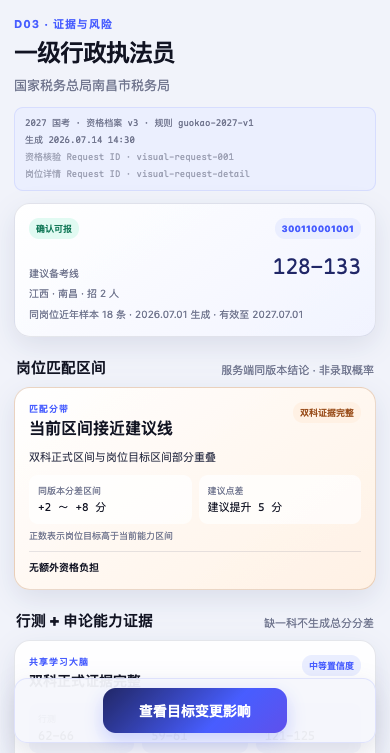 D03 · 证据与风险
一级行政执法员
国家税务总局南昌市税务局
2027 国考 · 资格档案 v3 · 规则 guokao-2027-v1
生成 2026.07.14 14:30
资格核验 Request ID · visual-request-001
岗位详情 Request ID · visual-request-detail
确认可报
300110001001
建议备考线
128–133
江西 · 南昌 · 招 2 人
同岗位近年样本 18 条 · 2026.07.01 生成 · 有效至 2027.07.01
岗位匹配区间
服务端同版本结论 · 非录取概率
匹配分带
双科证据完整
当前区间接近建议线
双科正式区间与岗位目标区间部分重叠
同版本分差区间
+2 ～ +8 分
建议点差
建议提升 5 分
正数表示岗位目标高于当前能力区间
无额外资格负担
行测 + 申论能力证据
缺一科不生成总分分差
共享学习大脑
中等置信度
双科正式证据完整
查看目标变更影响
62–66